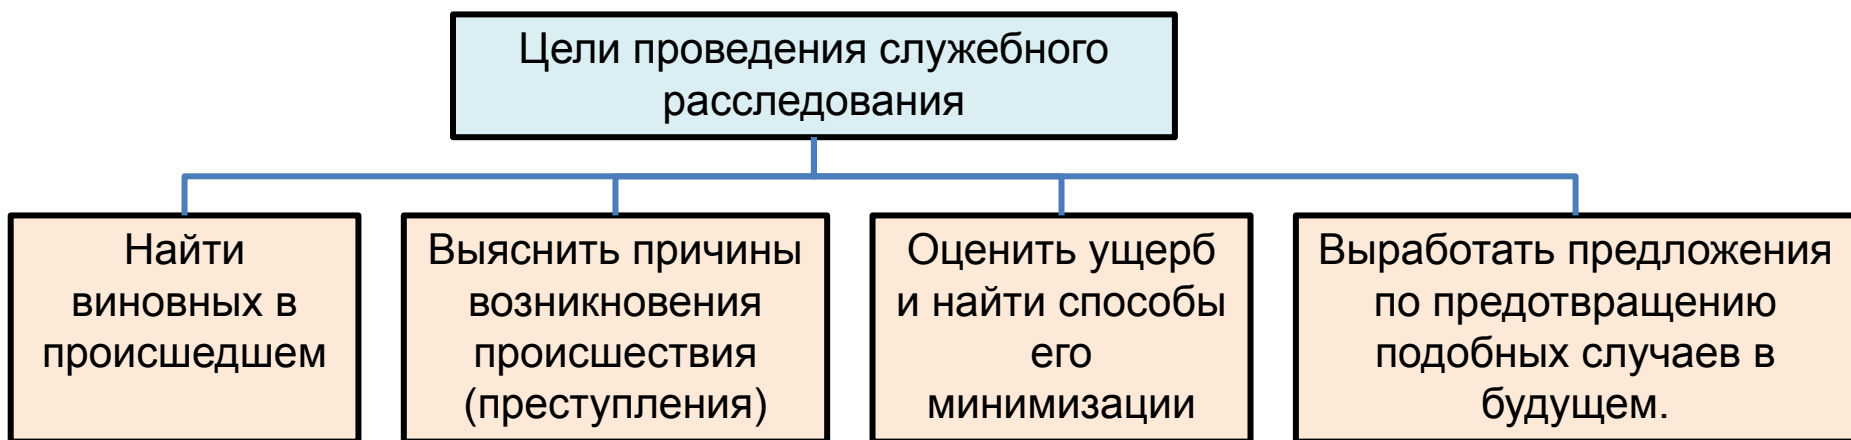 Цели проведения служебного
расследования
Найти
виновных в
происшедшем
Выяснить причины
возникновения
происшествия
(преступления)
Оценить ущерб
и найти способы
его
минимизации
Выработать предложения
по предотвращению
подобных случаев в
будущем.